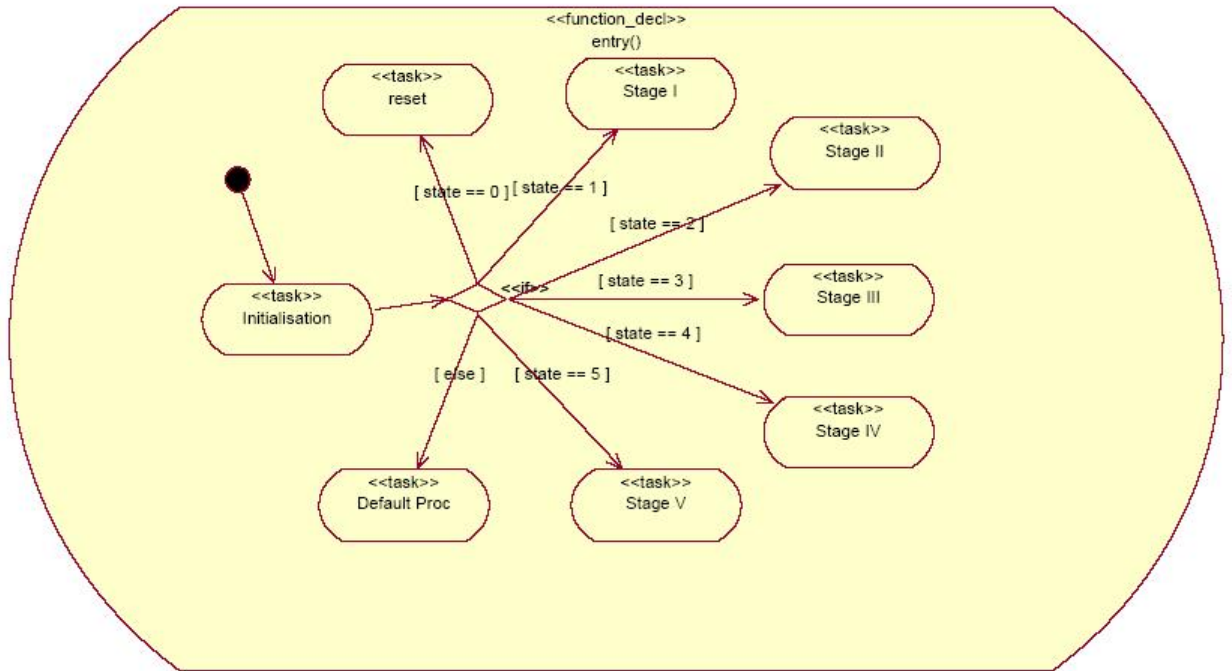 <<function_decl>>
entry()
<<task>>
reset
<<task>>
Stage I
<<task>>
Stage II
[ state == 0 ]
[ state == 1 ]
[ state == 2 ]
<<task>>
Initialisation
<<if>>
[ state == 3 ]
<<task>>
Stage III
[ state == 4 ]
[ else ]
[ state == 5 ]
<<task>>
Stage IV
<<task>>
Default Proc
<<task>>
Stage V